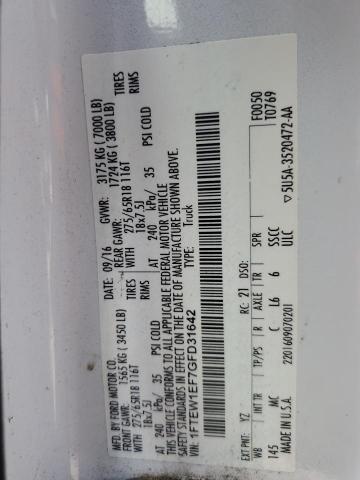 MFD. BY FORD MOTOR CO.
DATE: 09/16 GVWR: 3175 KG ( 7000 LB)
FRONT GAWR: REAR GAWR: 1724 KG ( 3800 LB)
1565 KG ( 3450 LB) WITH
WITH 275/65R18 116T TIRES
275/65R18 116T TIRES 18x7.5J RIMS
18x7.5J RIMS AT 240 kPa/ 35 PSI COLD
AT 240 kPa/ 35 PSI COLD
THIS VEHICLE CONFORMS TO ALL APPLICABLE FEDERAL MOTOR VEHICLE
SAFETY STANDARDS IN EFFECT ON THE DATE OF MANUFACTURE SHOWN ABOVE.
VIN: 1FTEW1EF7GFD31642
TYPE: Truck
F0050
T0769
EXT PNT: YZ RC: 21 DSO:
WB INT TR TP/PS R AXLE TR SPR
145 MC C L6 6 SSCC
MADE IN U.S.A. ULC
220160907020​1 ▽5U5A-3520472-AA